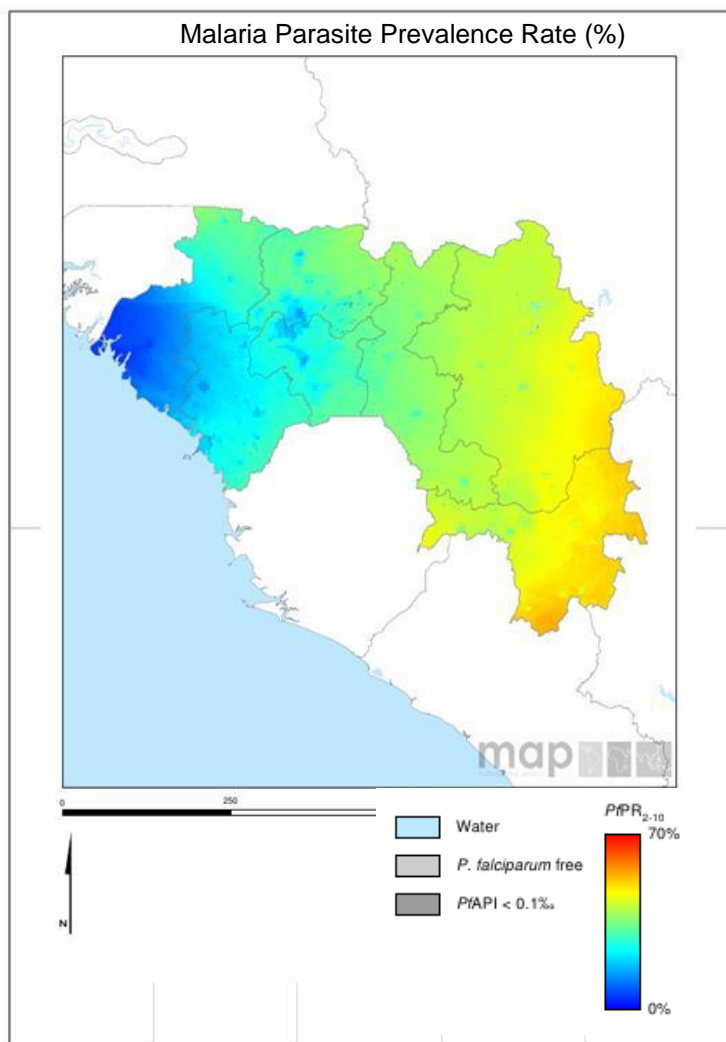 Malaria Parasite Prevalence Rate (%)
map
0 250
N
Water
P. falciparum free
PfAPI < 0.1‰
PfPR2-10
70%
0%